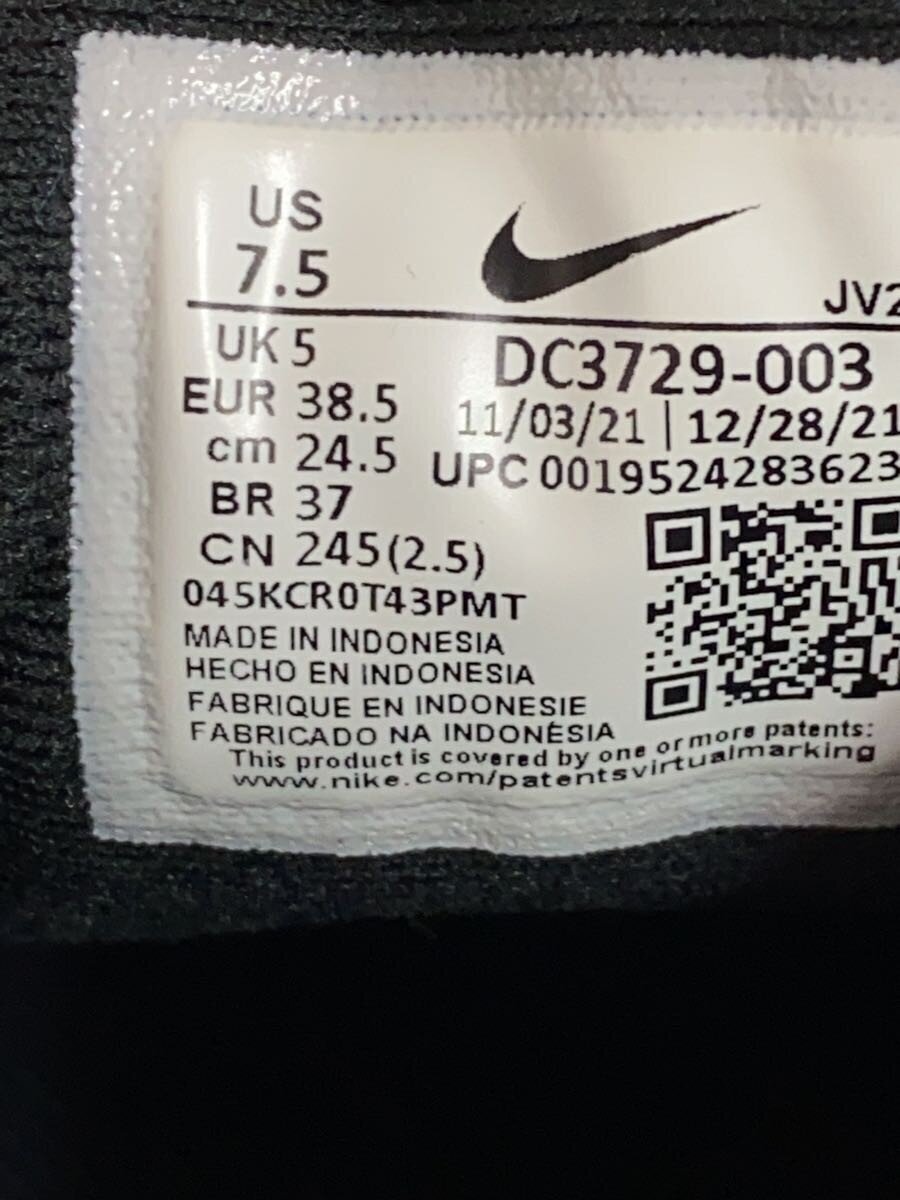 US
7.5
JV2
UK 5
DC3729-003
EUR 38.5
11/03/21 | 12/28/21
cm 24.5
UPC 0019524283623
BR 37
CN 245(2.5)
045KCR0T43PMT
MADE IN INDONESIA
HECHO EN INDONESIA
FABRIQUE EN INDONESIE
FABRICADO NA INDONÉSIA
This product is covered by one or more patents:
www.nike.com/patentsvirtualmarking